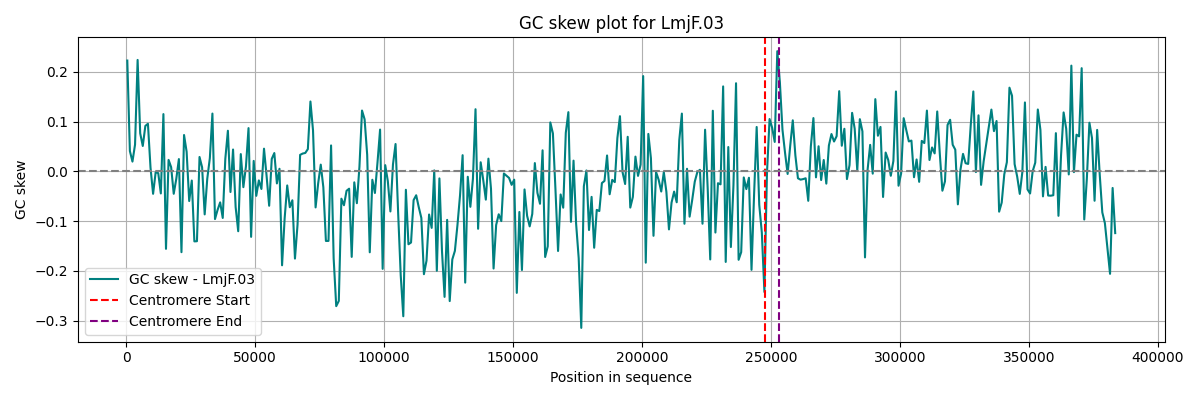 GC skew plot for LmjF.03
GC skew
0.2
0.1
0.0
−0.1
−0.2
−0.3
GC skew - LmjF.03
Centromere Start
Centromere End
0 50000 100000 150000 200000 250000 300000 350000 400000
Position in sequence